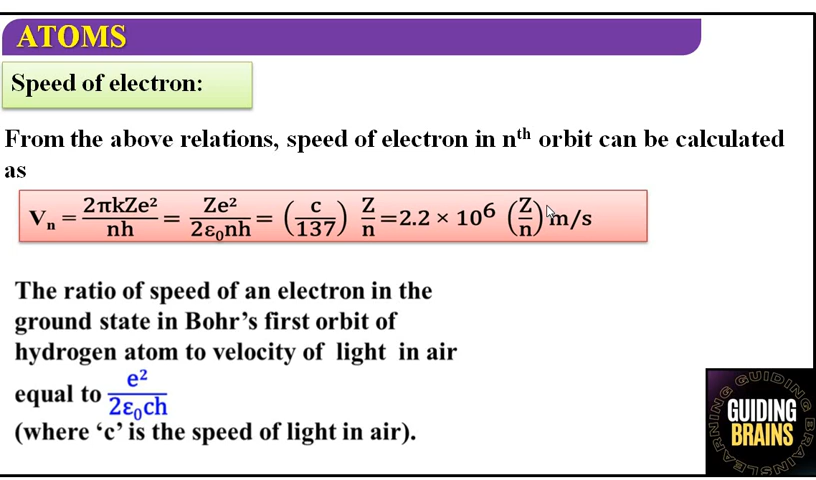 ATOMS
Speed of electron:
From the above relations, speed of electron in nth orbit can be calculated
as
Vn = 2πkZe²/nh = Ze²/2ε₀nh = (c/137) Z/n =2.2 × 10⁶ (Z/n) m/s
The ratio of speed of an electron in the
ground state in Bohr’s first orbit of
hydrogen atom to velocity of light in air
equal to e²/2ε₀ch
(where ‘c’ is the speed of light in air).
GUIDING
BRAINS